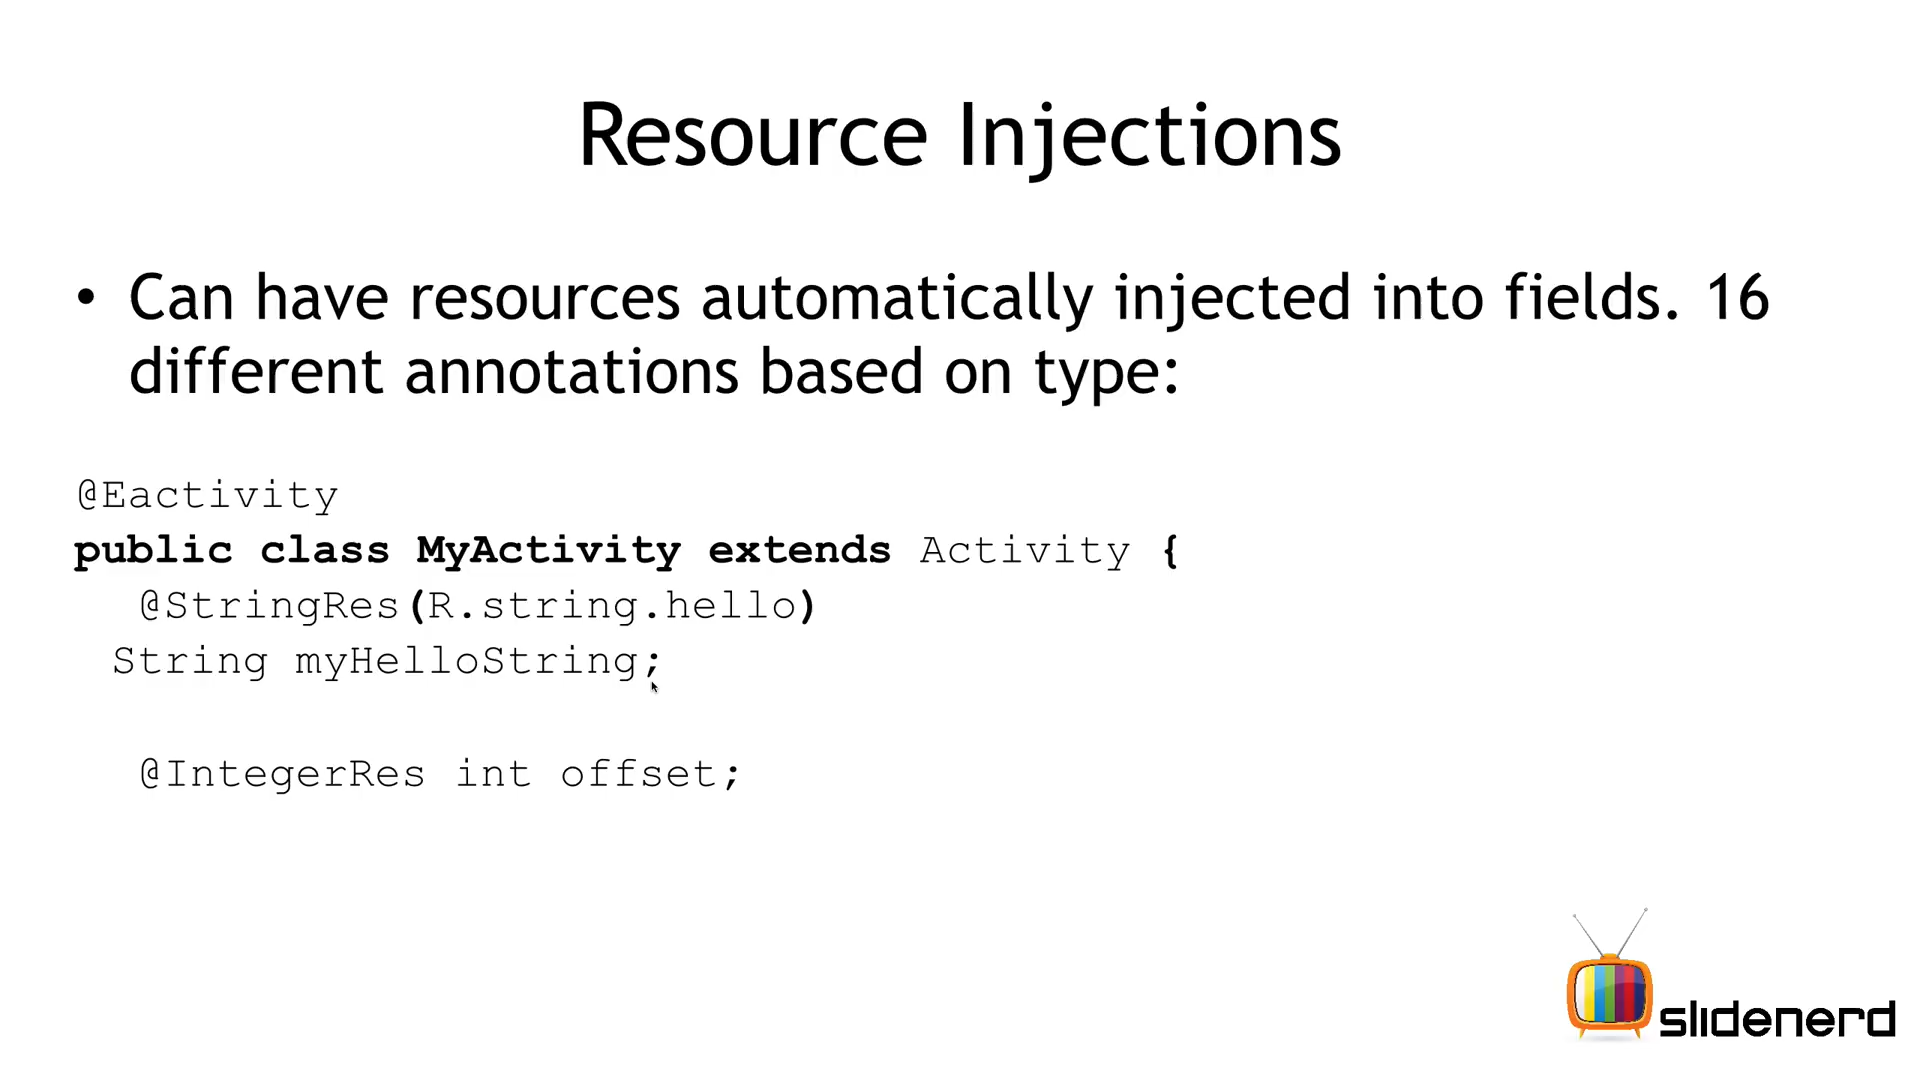 Resource Injections
• Can have resources automatically injected into fields. 16
different annotations based on type:
@Eactivity
public class MyActivity extends Activity {
@StringRes(R.string.hello)
String myHelloString;
@IntegerRes int offset;
slidenerd